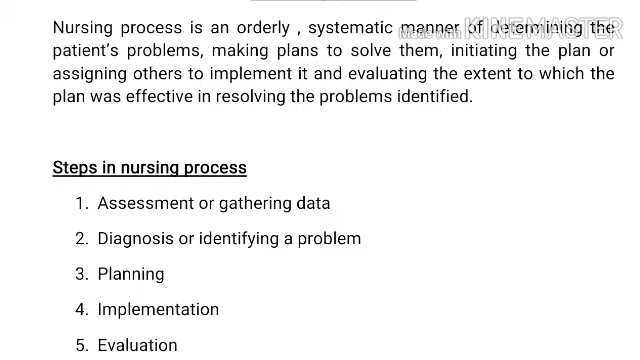 Nursing process is an orderly , systematic manner of determining the
patient's problems, making plans to solve them, initiating the plan or
assigning others to implement it and evaluating the extent to which the
plan was effective in resolving the problems identified.
Made with KINEMASTER
Steps in nursing process
1. Assessment or gathering data
2. Diagnosis or identifying a problem
3. Planning
4. Implementation
5. Evaluation